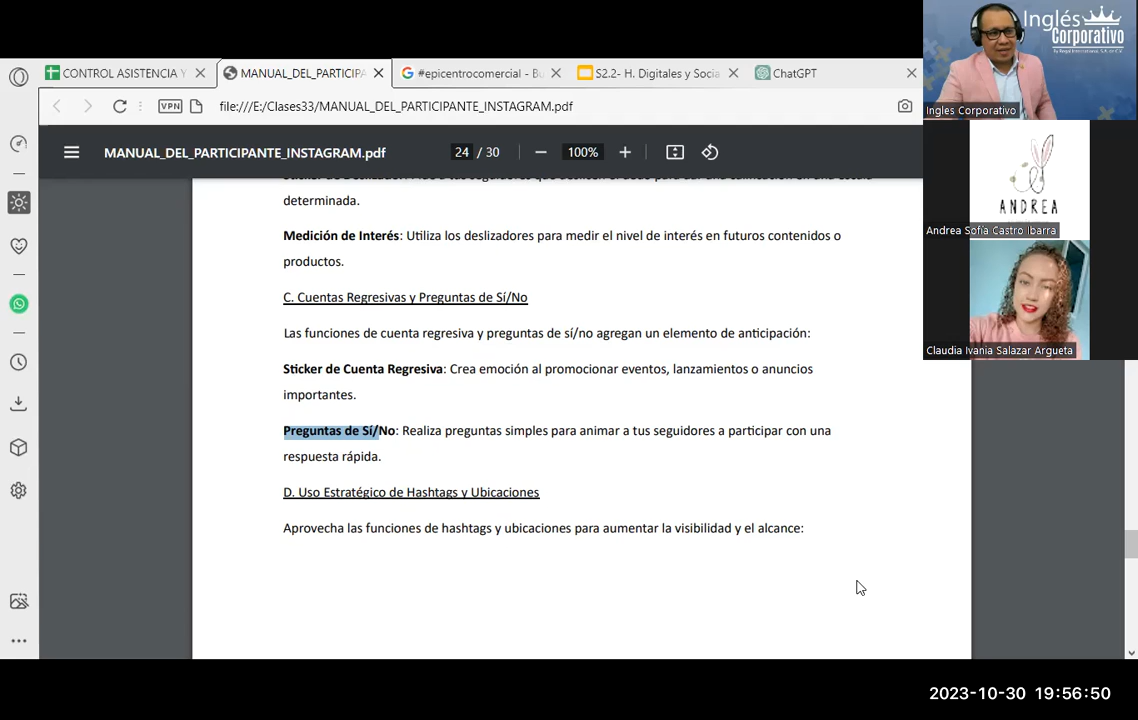 CONTROL ASISTENCIA Y
MANUAL_DEL_PARTICIPA
#epicentrocomercial - Bu
S2.2- H. Digitales y Socia
ChatGPT
VPN
file:///E:/Clases33/MANUAL_DEL_PARTICIPANTE_INSTAGRAM.pdf
MANUAL_DEL_PARTICIPANTE_INSTAGRAM.pdf
24 / 30
100%
determinada.
Medición de Interés: Utiliza los deslizadores para medir el nivel de interés en futuros contenidos o
productos.
C. Cuentas Regresivas y Preguntas de Sí/No
Las funciones de cuenta regresiva y preguntas de sí/no agregan un elemento de anticipación:
Sticker de Cuenta Regresiva: Crea emoción al promocionar eventos, lanzamientos o anuncios
importantes.
Preguntas de Sí/No: Realiza preguntas simples para animar a tus seguidores a participar con una
respuesta rápida.
D. Uso Estratégico de Hashtags y Ubicaciones
Aprovecha las funciones de hashtags y ubicaciones para aumentar la visibilidad y el alcance:
Inglés
Corporativo
Ingles Corporativo
ANDREA
Andrea Sofía Castro Ibarra
Claudia Ivania Salazar Argueta
2023-10-30 19:56:50